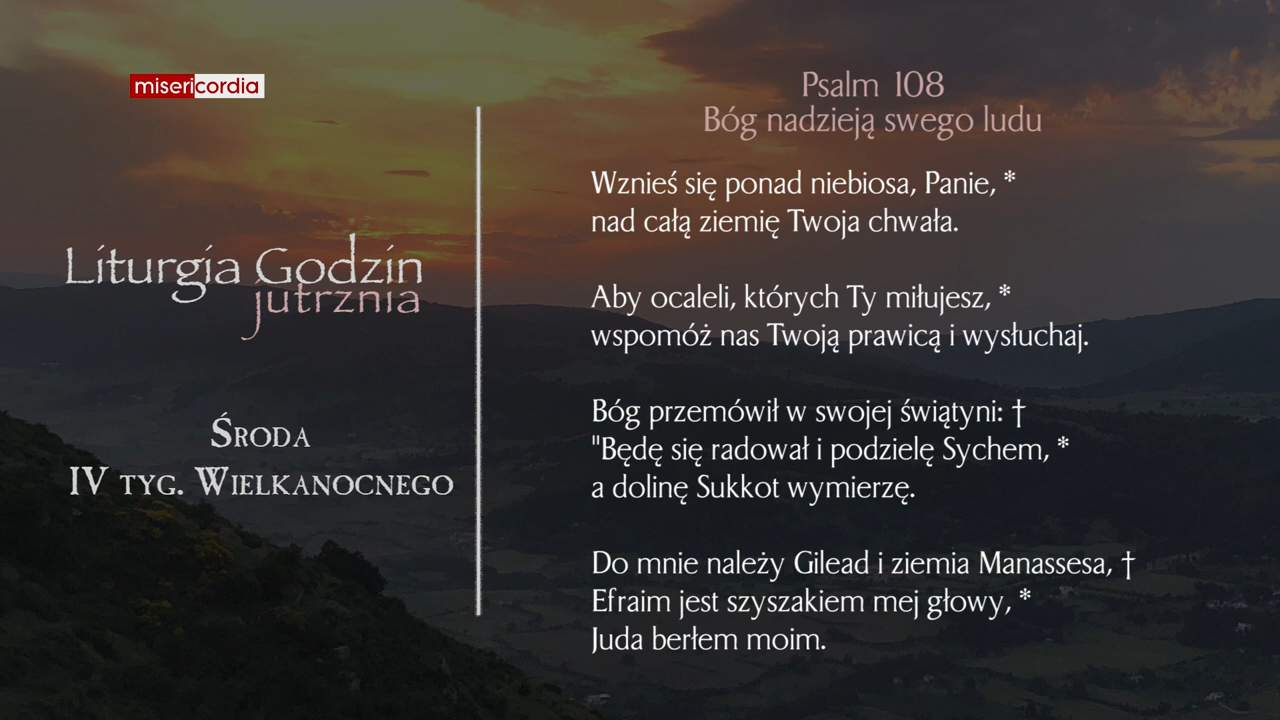 misericordia
Liturgia Godzin
jutrznia
Środa
IV tyg. Wielkanocnego
Psalm 108
Bóg nadzieją swego ludu
Wznieś się ponad niebiosa, Panie, *
nad całą ziemię Twoja chwała.
Aby ocaleli, których Ty miłujesz, *
wspomóż nas Twoją prawicą i wysłuchaj.
Bóg przemówił w swojej świątyni: †
"Będę się radował i podzielę Sychem, *
a dolinę Sukkot wymierzę.
Do mnie należy Gilead i ziemia Manassesa, †
Efraim jest szyszakiem mej głowy, *
Juda berłem moim.